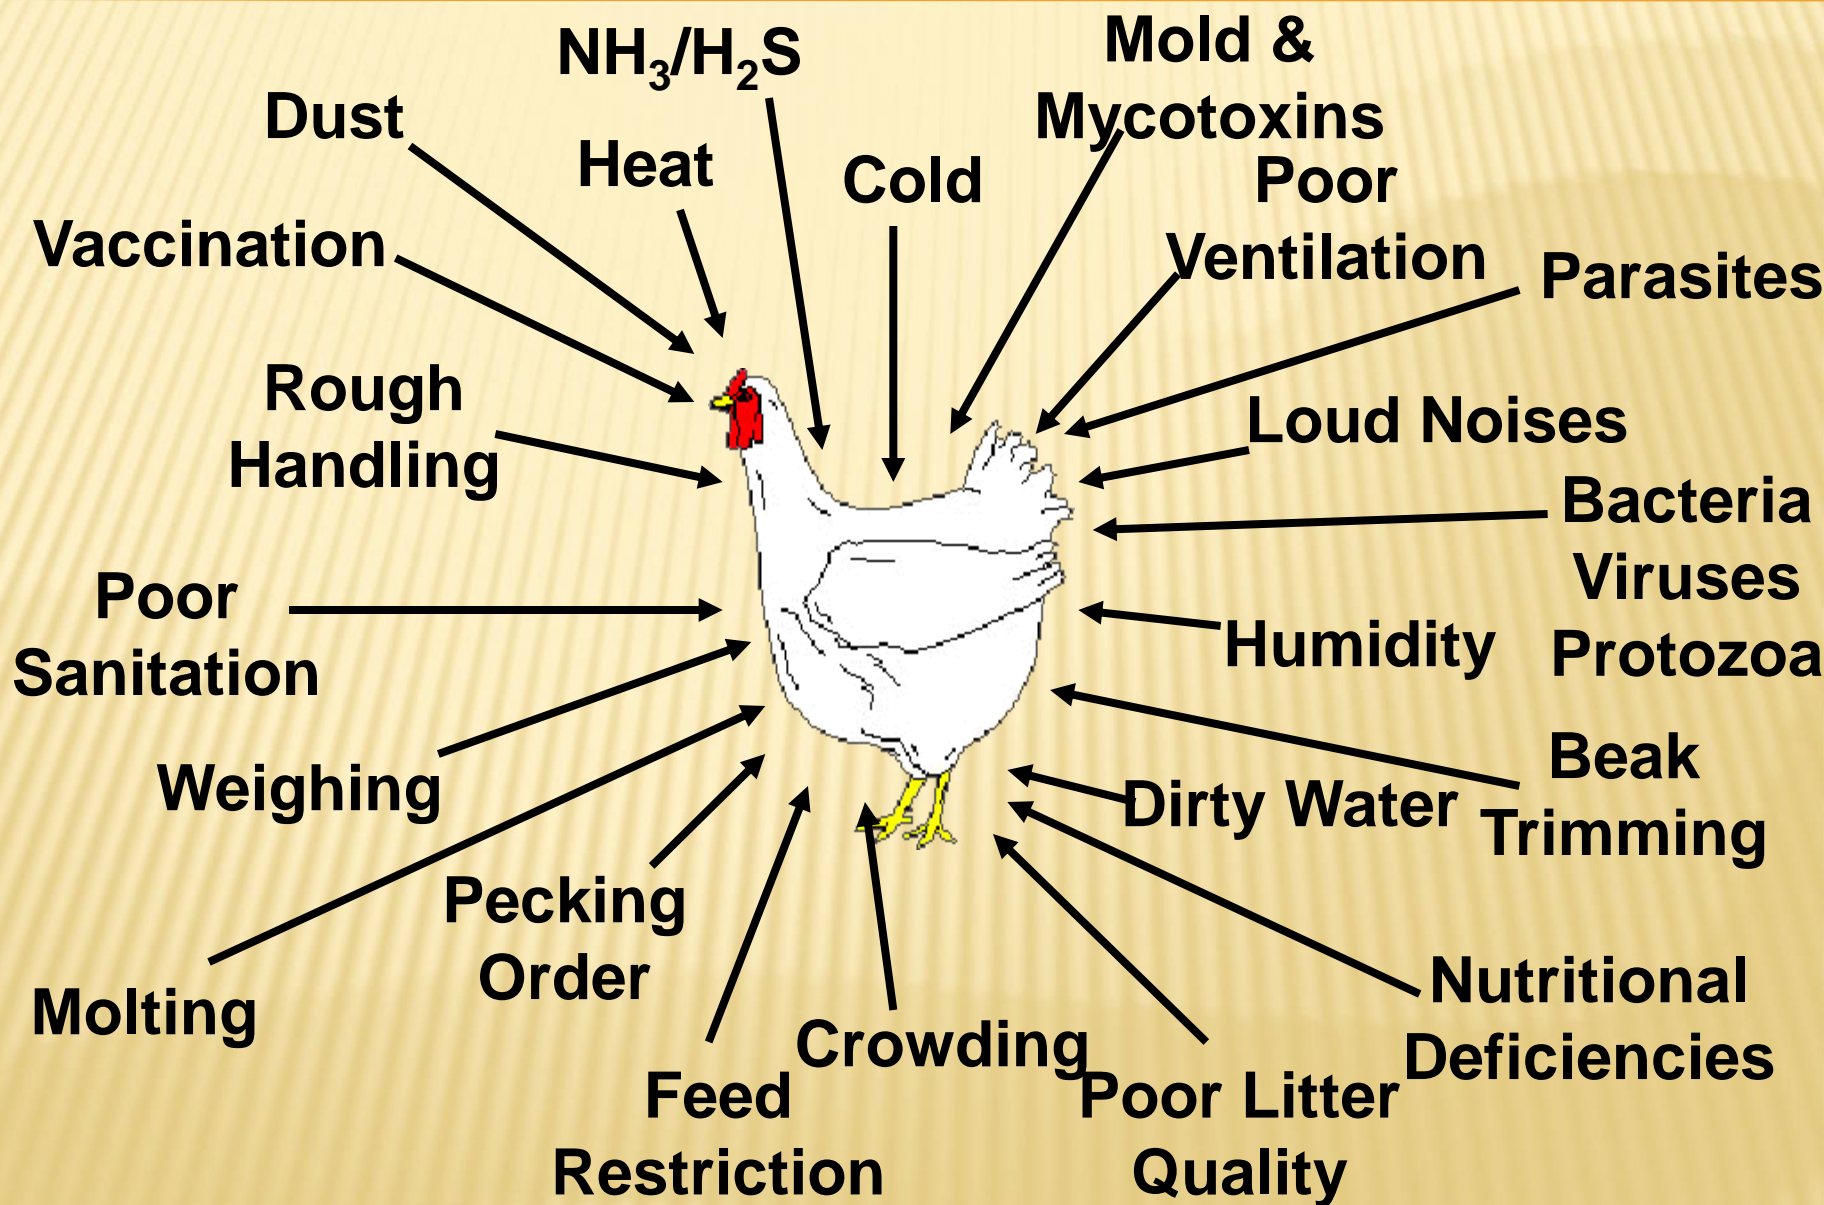 NH₃/H₂S
Mold &
Mycotoxins
Dust
Heat
Cold
Poor
Ventilation
Vaccination
Parasites
Rough
Handling
Loud Noises
Bacteria
Viruses
Protozoa
Poor
Sanitation
Humidity
Weighing
Beak
Trimming
Dirty Water
Pecking
Order
Molting
Nutritional
Deficiencies
Crowding
Feed
Restriction
Poor Litter
Quality